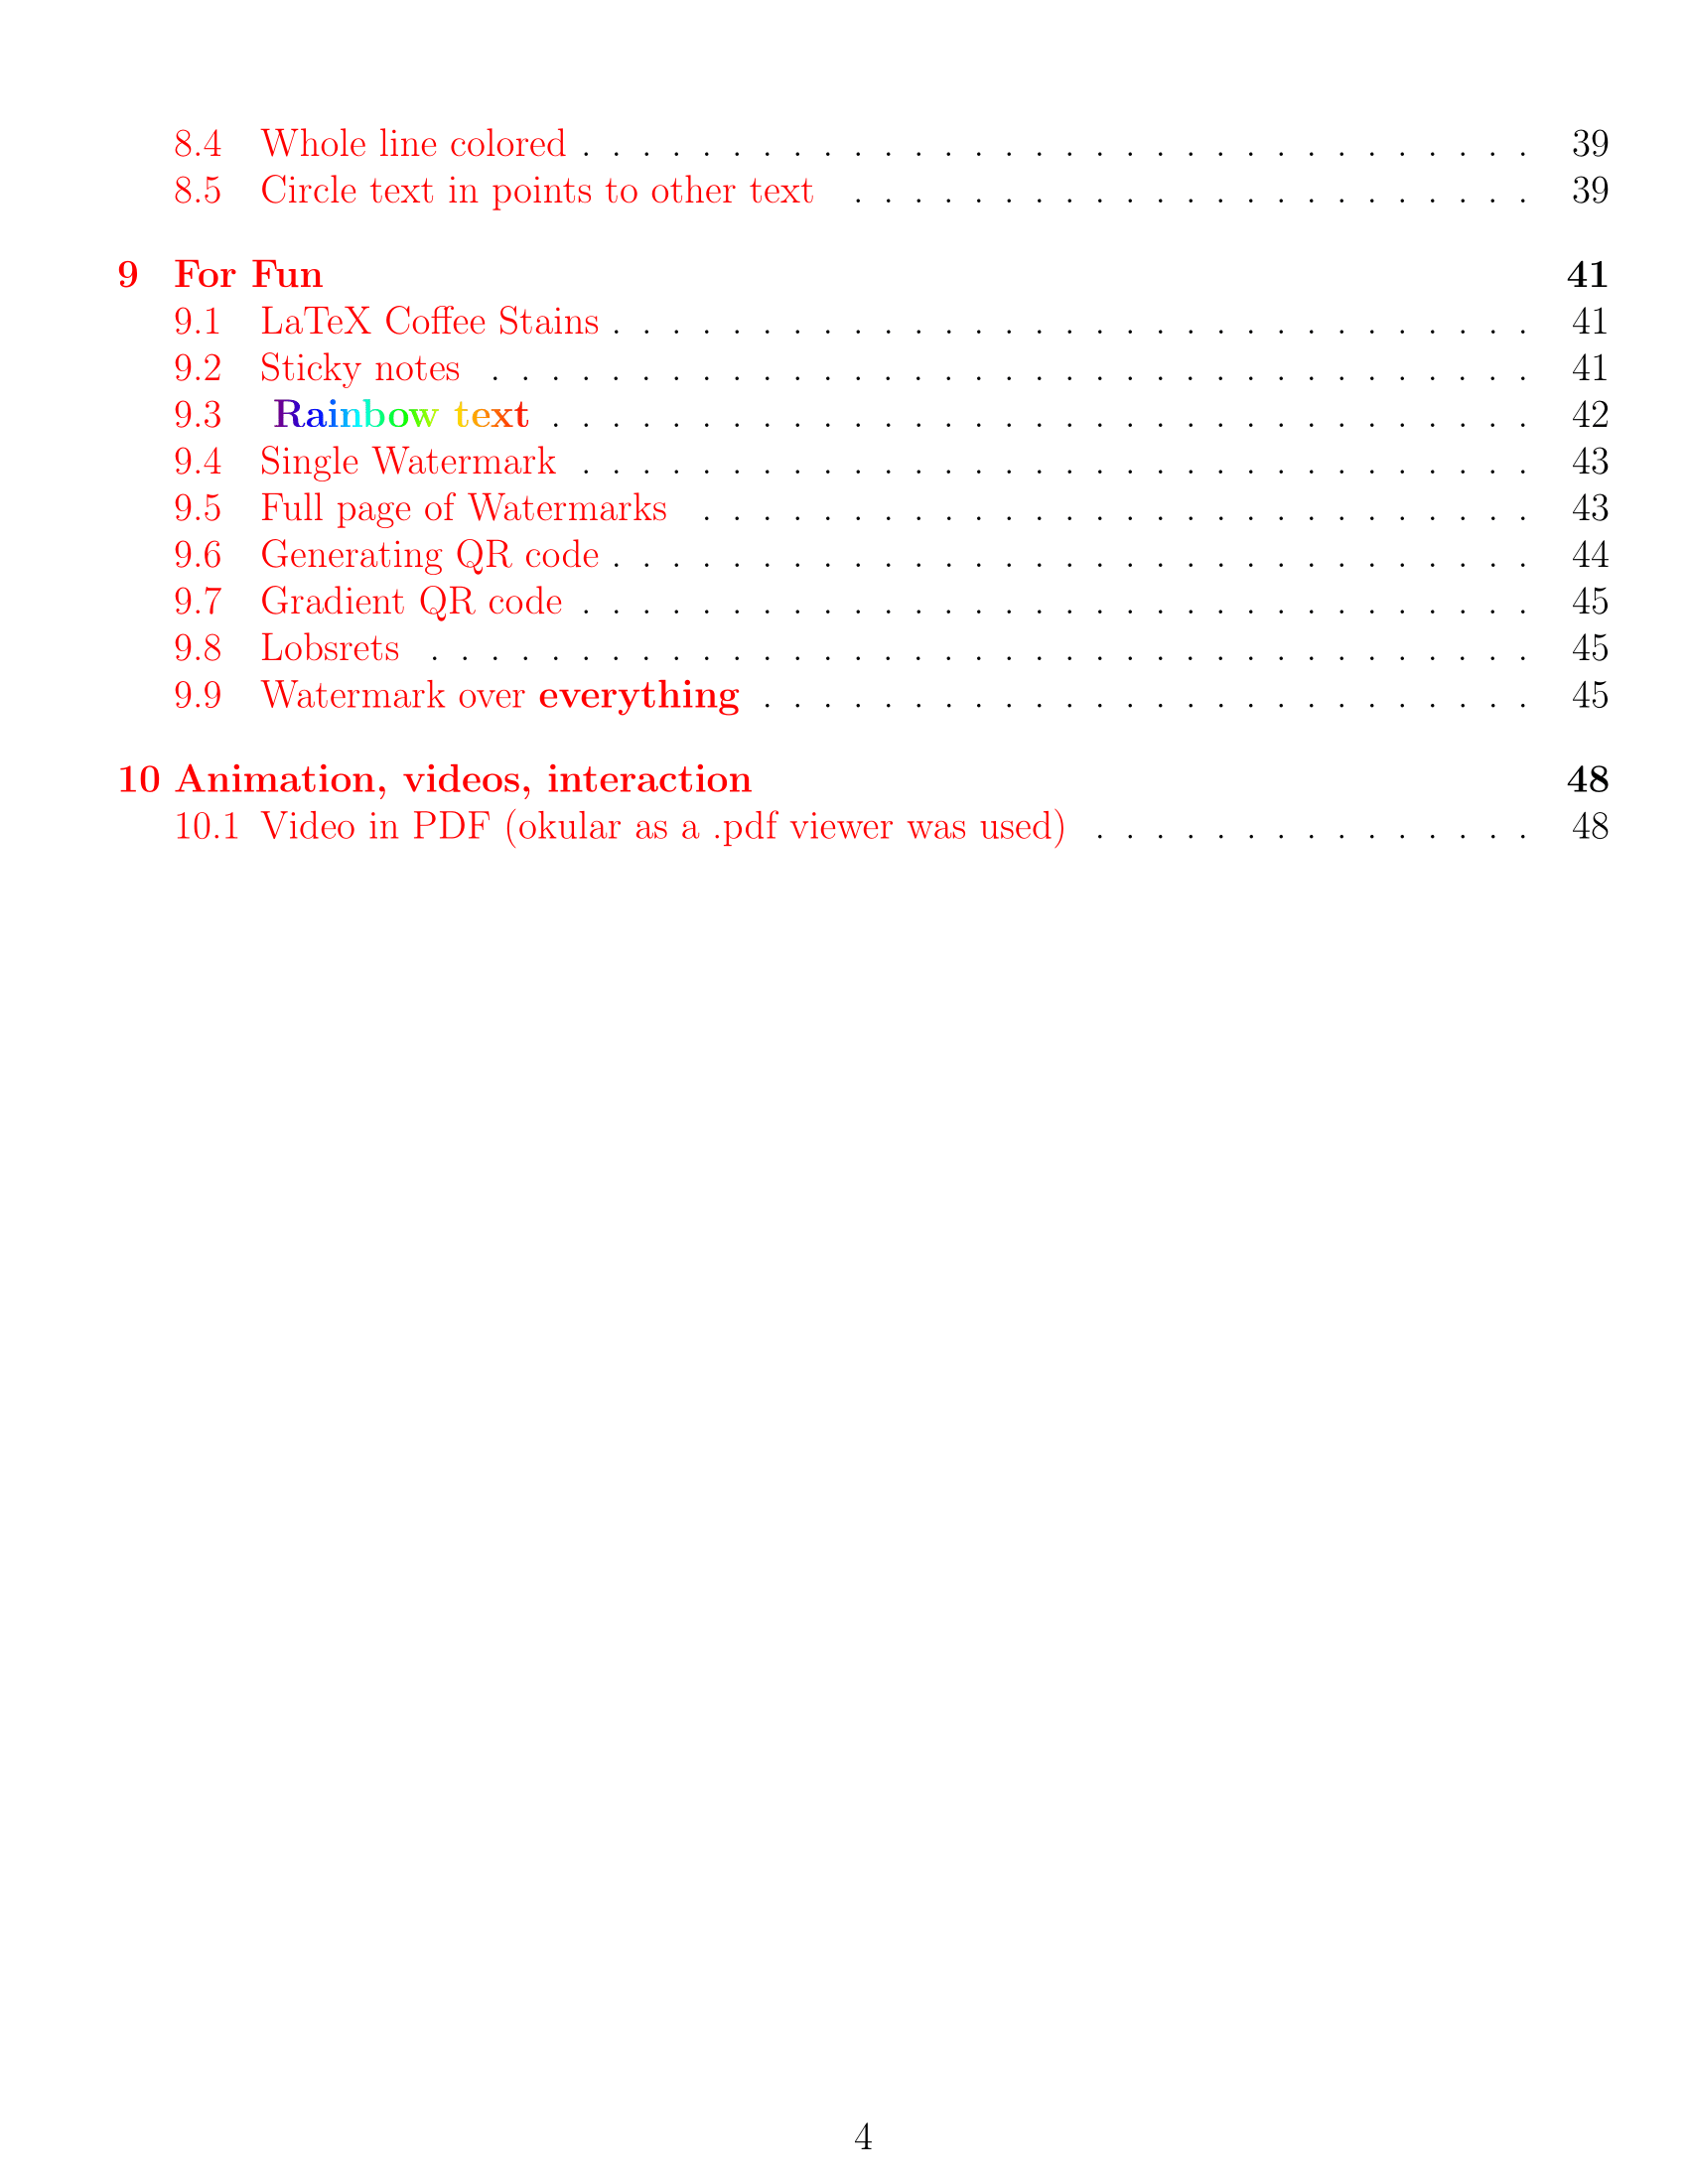 8.4 Whole line colored . . . . . . . . . . . . . . . . . . . . . . . . . . . . . . . . 39
8.5 Circle text in points to other text . . . . . . . . . . . . . . . . . . . . . . . 39
9 For Fun 41
9.1 LaTeX Coffee Stains . . . . . . . . . . . . . . . . . . . . . . . . . . . . . . . 41
9.2 Sticky notes . . . . . . . . . . . . . . . . . . . . . . . . . . . . . . . . . . . 41
9.3 Rainbow text . . . . . . . . . . . . . . . . . . . . . . . . . . . . . . . . . 42
9.4 Single Watermark . . . . . . . . . . . . . . . . . . . . . . . . . . . . . . . . 43
9.5 Full page of Watermarks . . . . . . . . . . . . . . . . . . . . . . . . . . . . 43
9.6 Generating QR code . . . . . . . . . . . . . . . . . . . . . . . . . . . . . . . 44
9.7 Gradient QR code . . . . . . . . . . . . . . . . . . . . . . . . . . . . . . . . 45
9.8 Lobsrets . . . . . . . . . . . . . . . . . . . . . . . . . . . . . . . . . . . . . 45
9.9 Watermark over everything . . . . . . . . . . . . . . . . . . . . . . . . . . 45
10 Animation, videos, interaction 48
10.1 Video in PDF (okular as a .pdf viewer was used) . . . . . . . . . . . . . . . 48
4